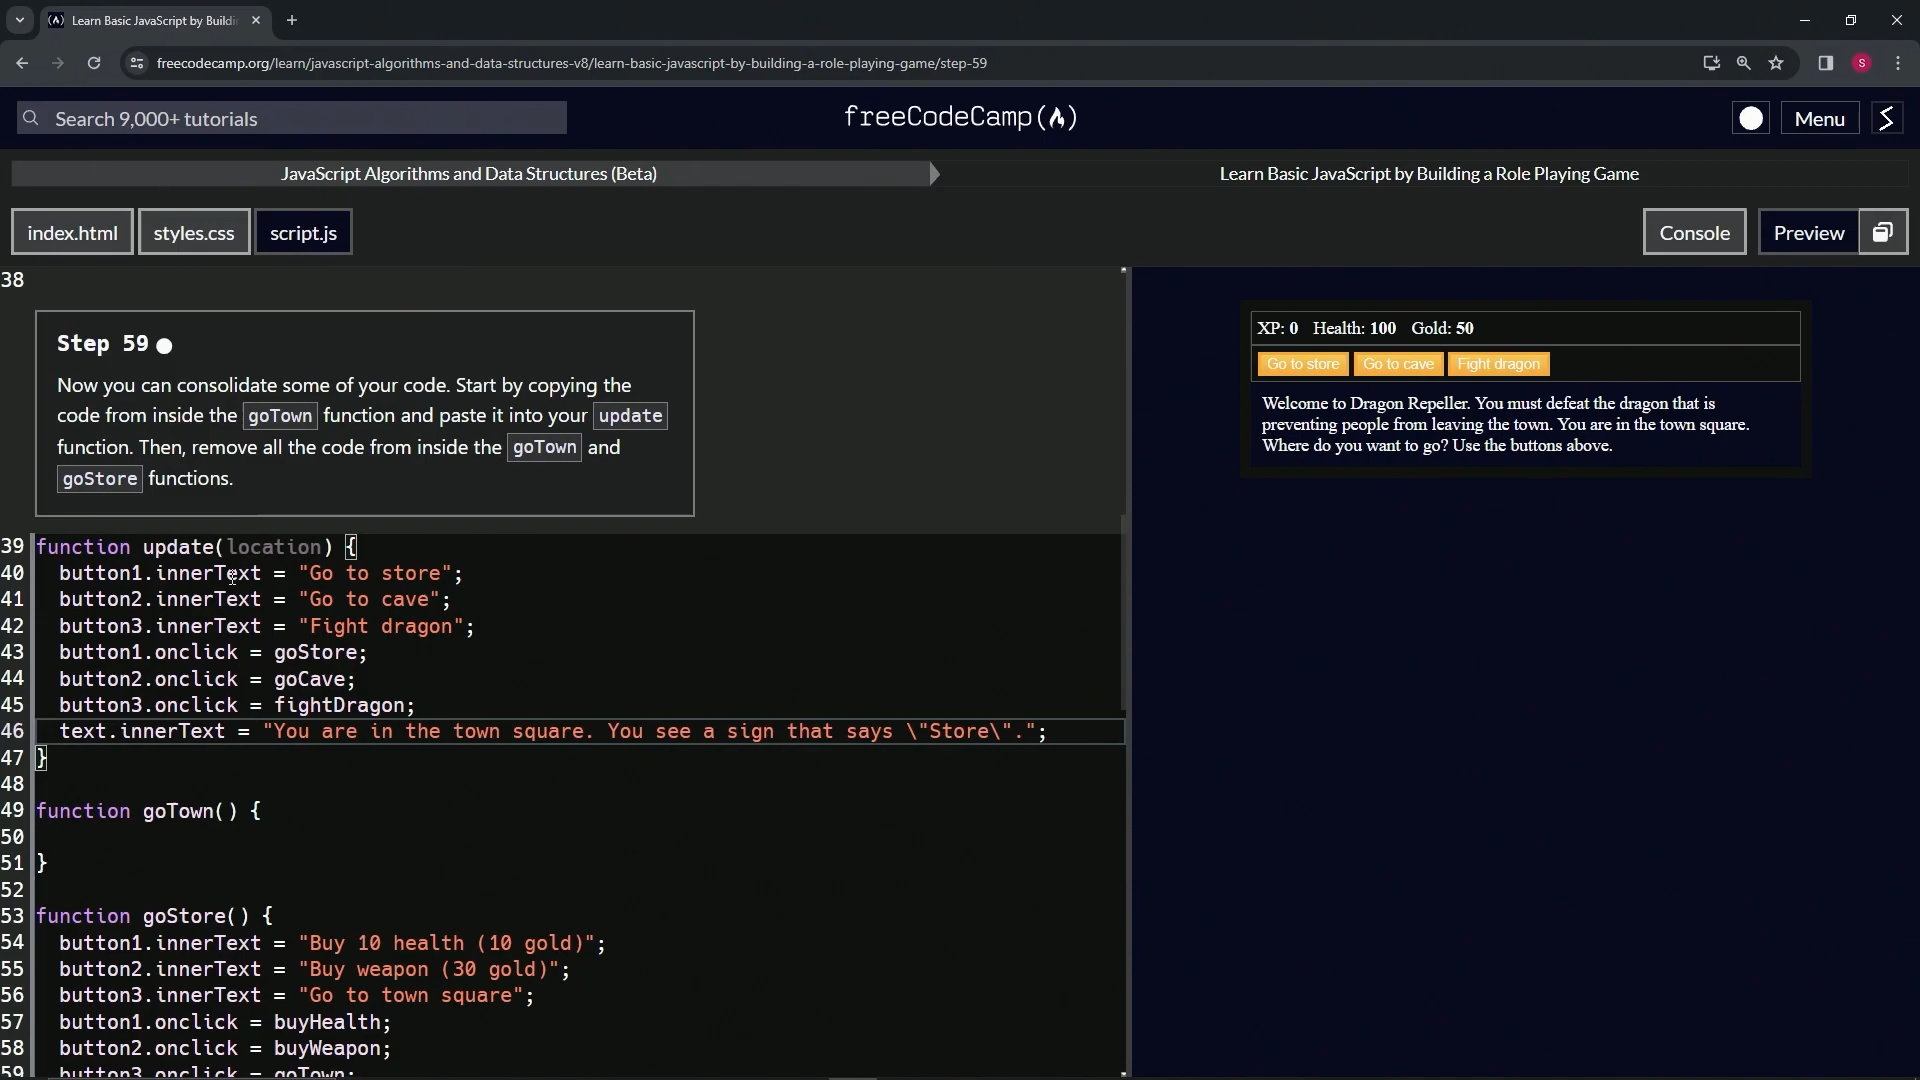 Learn Basic JavaScript by Buildi
freecodecamp.org/learn/javascript-algorithms-and-data-structures-v8/learn-basic-javascript-by-building-a-role-playing-game/step-59
S
Search 9,000+ tutorials
freeCodeCamp
Menu
JavaScript Algorithms and Data Structures (Beta)
Learn Basic JavaScript by Building a Role Playing Game
index.html
styles.css
script.js
Console
Preview
38
Step 59
Now you can consolidate some of your code. Start by copying the
code from inside the goTown function and paste it into your update
function. Then, remove all the code from inside the goTown and
goStore functions.
39 function update(location) {
40 button1.innerText = "Go to store";
41 button2.innerText = "Go to cave";
42 button3.innerText = "Fight dragon";
43 button1.onclick = goStore;
44 button2.onclick = goCave;
45 button3.onclick = fightDragon;
46 text.innerText = "You are in the town square. You see a sign that says \"Store\".";
47 }
48
49 function goTown() {
50
51 }
52
53 function goStore() {
54 button1.innerText = "Buy 10 health (10 gold)";
55 button2.innerText = "Buy weapon (30 gold)";
56 button3.innerText = "Go to town square";
57 button1.onclick = buyHealth;
58 button2.onclick = buyWeapon;
59 button3.onclick = goTown;
XP: 0 Health: 100 Gold: 50
Go to store Go to cave Fight dragon
Welcome to Dragon Repeller. You must defeat the dragon that is
preventing people from leaving the town. You are in the town square.
Where do you want to go? Use the buttons above.